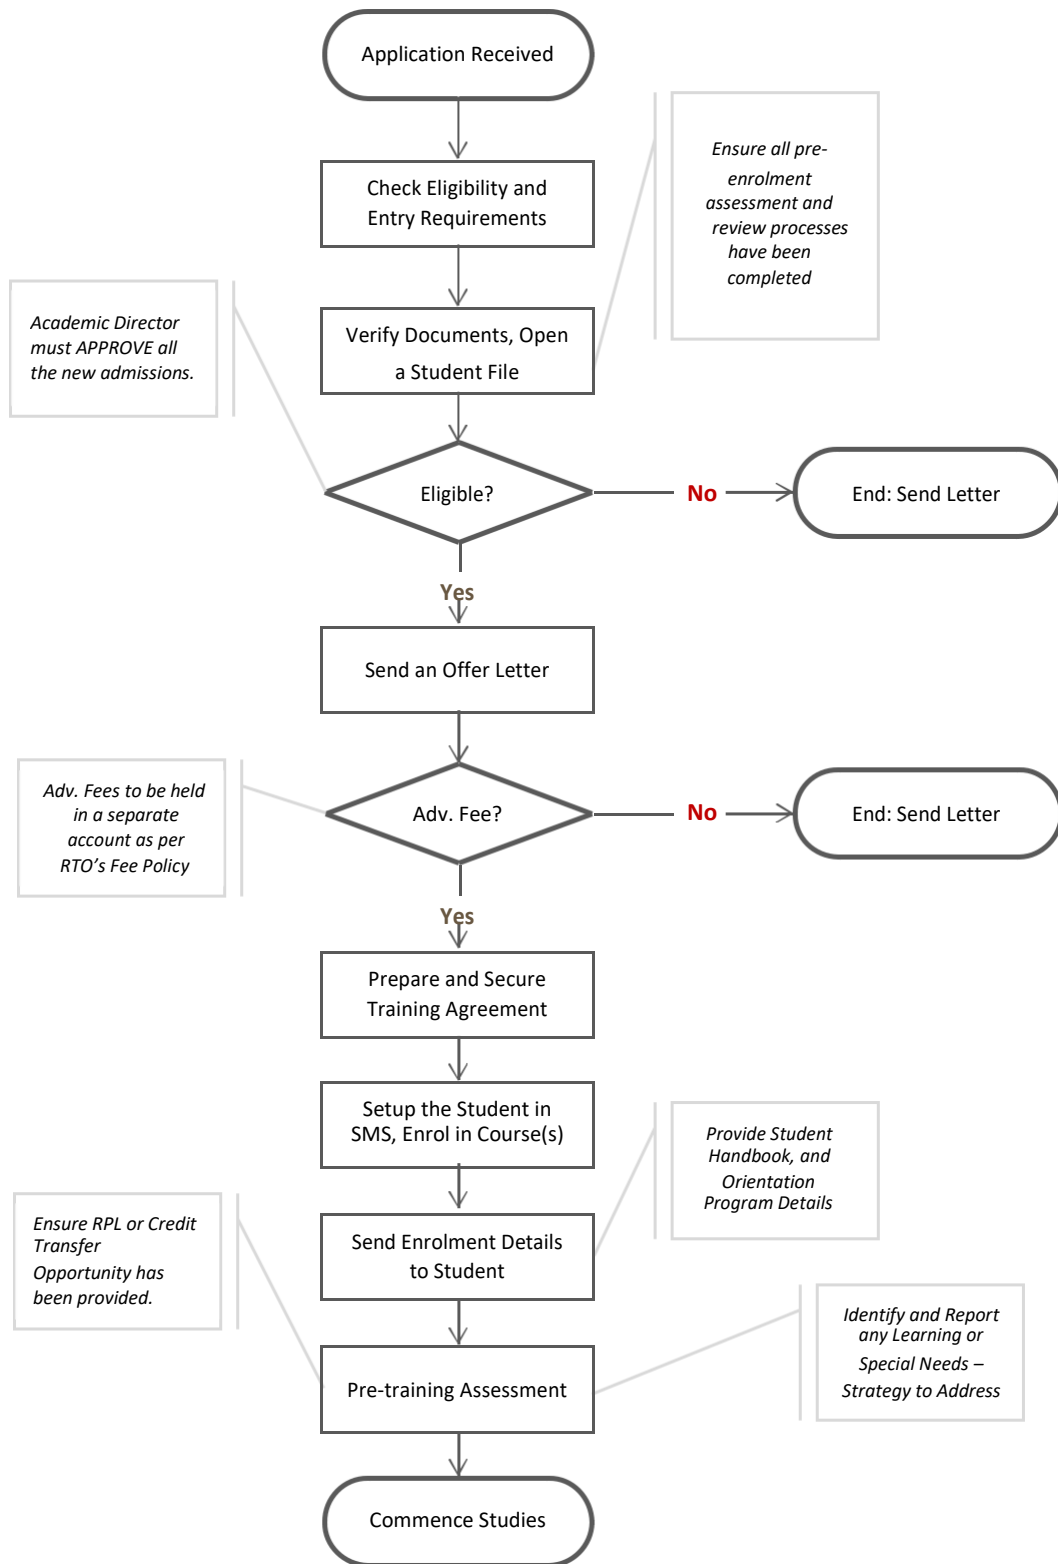 Application Received
Ensure all pre-
enrolment
assessment and
review processes
have been
completed
Check Eligibility and
Entry Requirements
Academic Director
must APPROVE all
the new admissions.
Verify Documents, Open
a Student File
Eligible?
No
End: Send Letter
Yes
Send an Offer Letter
Adv. Fees to be held
in a separate
account as per
RTO’s Fee Policy
Adv. Fee?
No
End: Send Letter
Yes
Prepare and Secure
Training Agreement
Setup the Student in
SMS, Enrol in Course(s)
Provide Student
Handbook, and
Orientation
Program Details
Ensure RPL or Credit
Transfer
Opportunity has
been provided.
Send Enrolment Details
to Student
Identify and Report
any Learning or
Special Needs –
Strategy to Address
Pre-training Assessment
Commence Studies